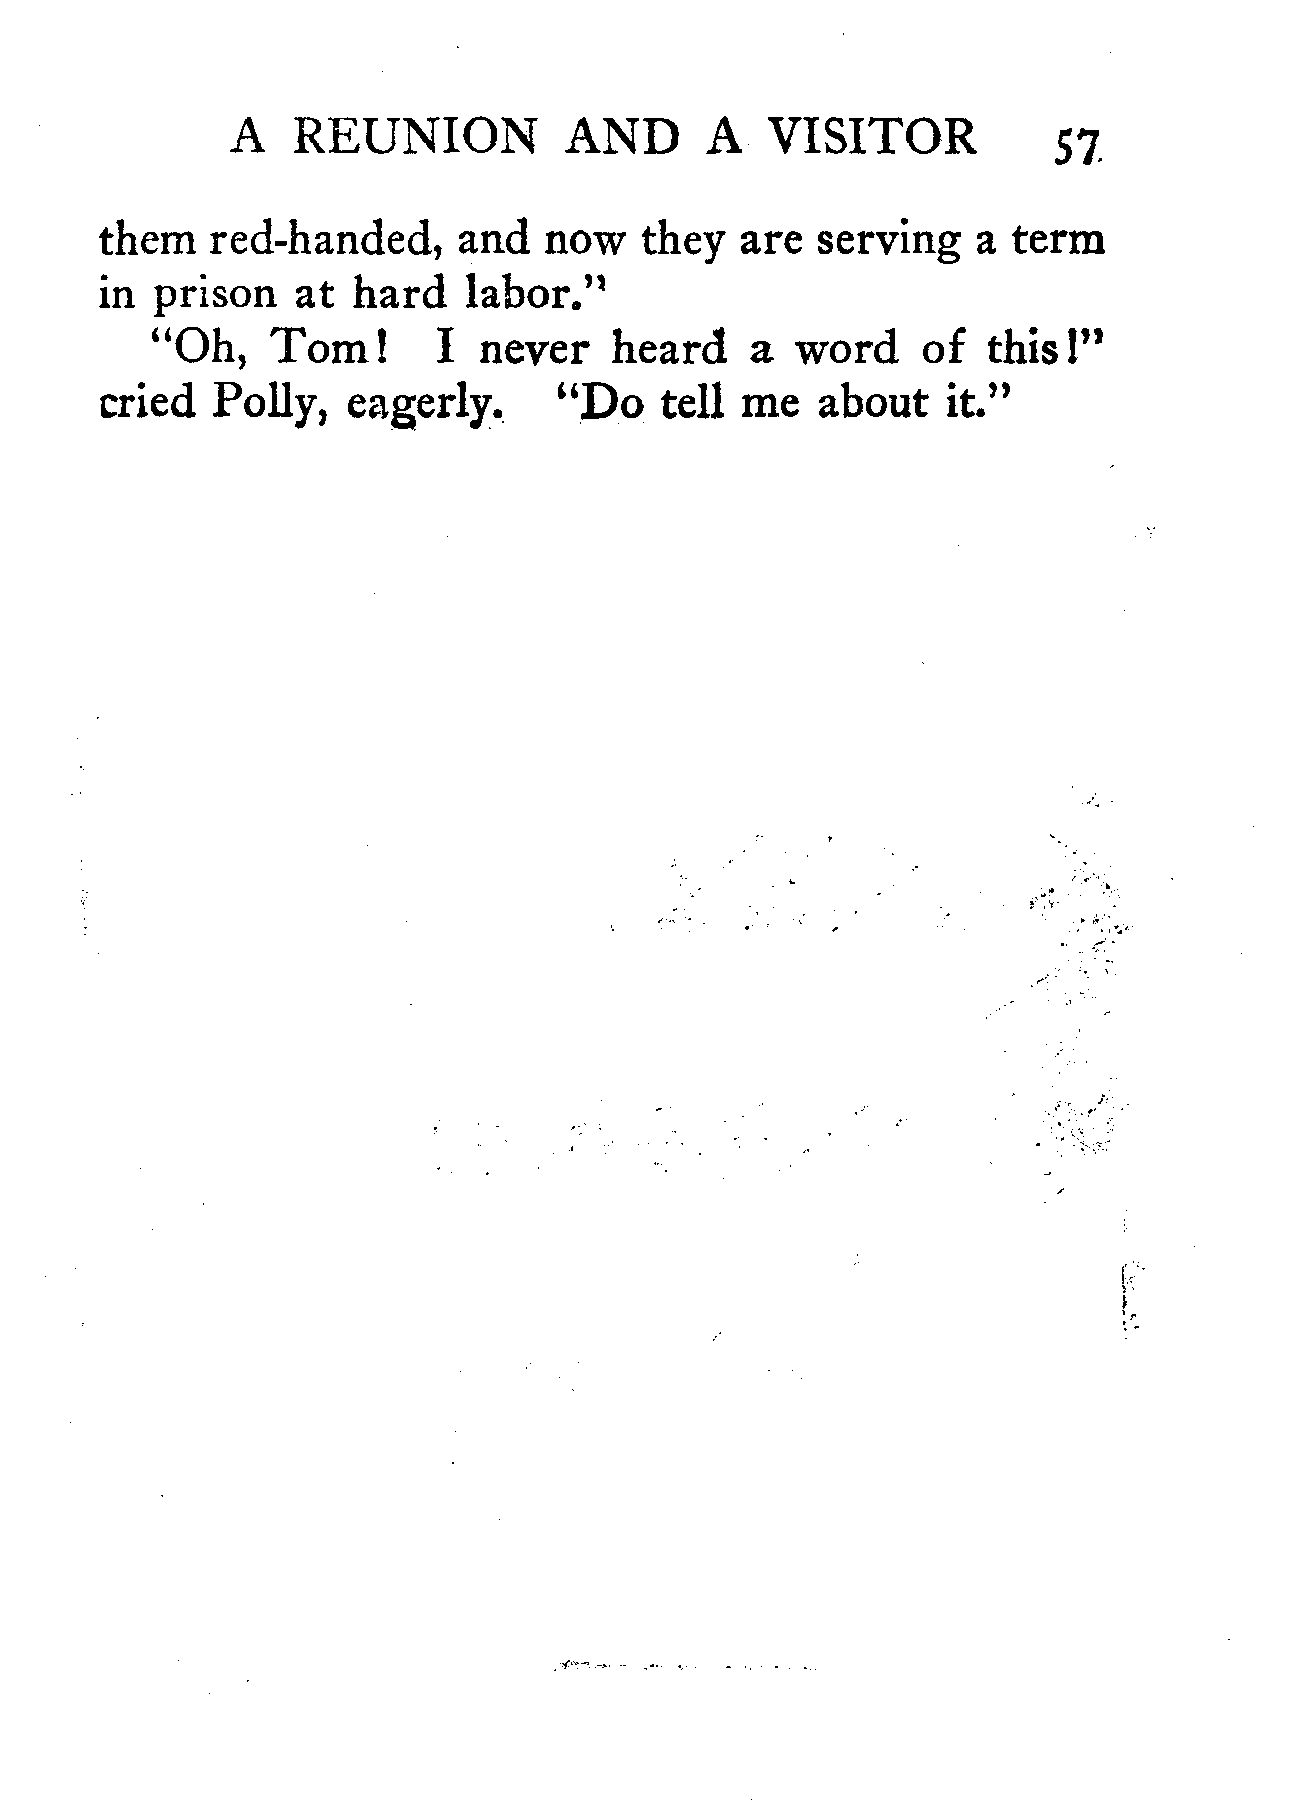 A REUNION AND A VISITOR 57
them red-handed, and now they are serving a term
in prison at hard labor."
"Oh, Tom! I never heard a word of this!"
cried Polly, eagerly. "Do tell me about it."